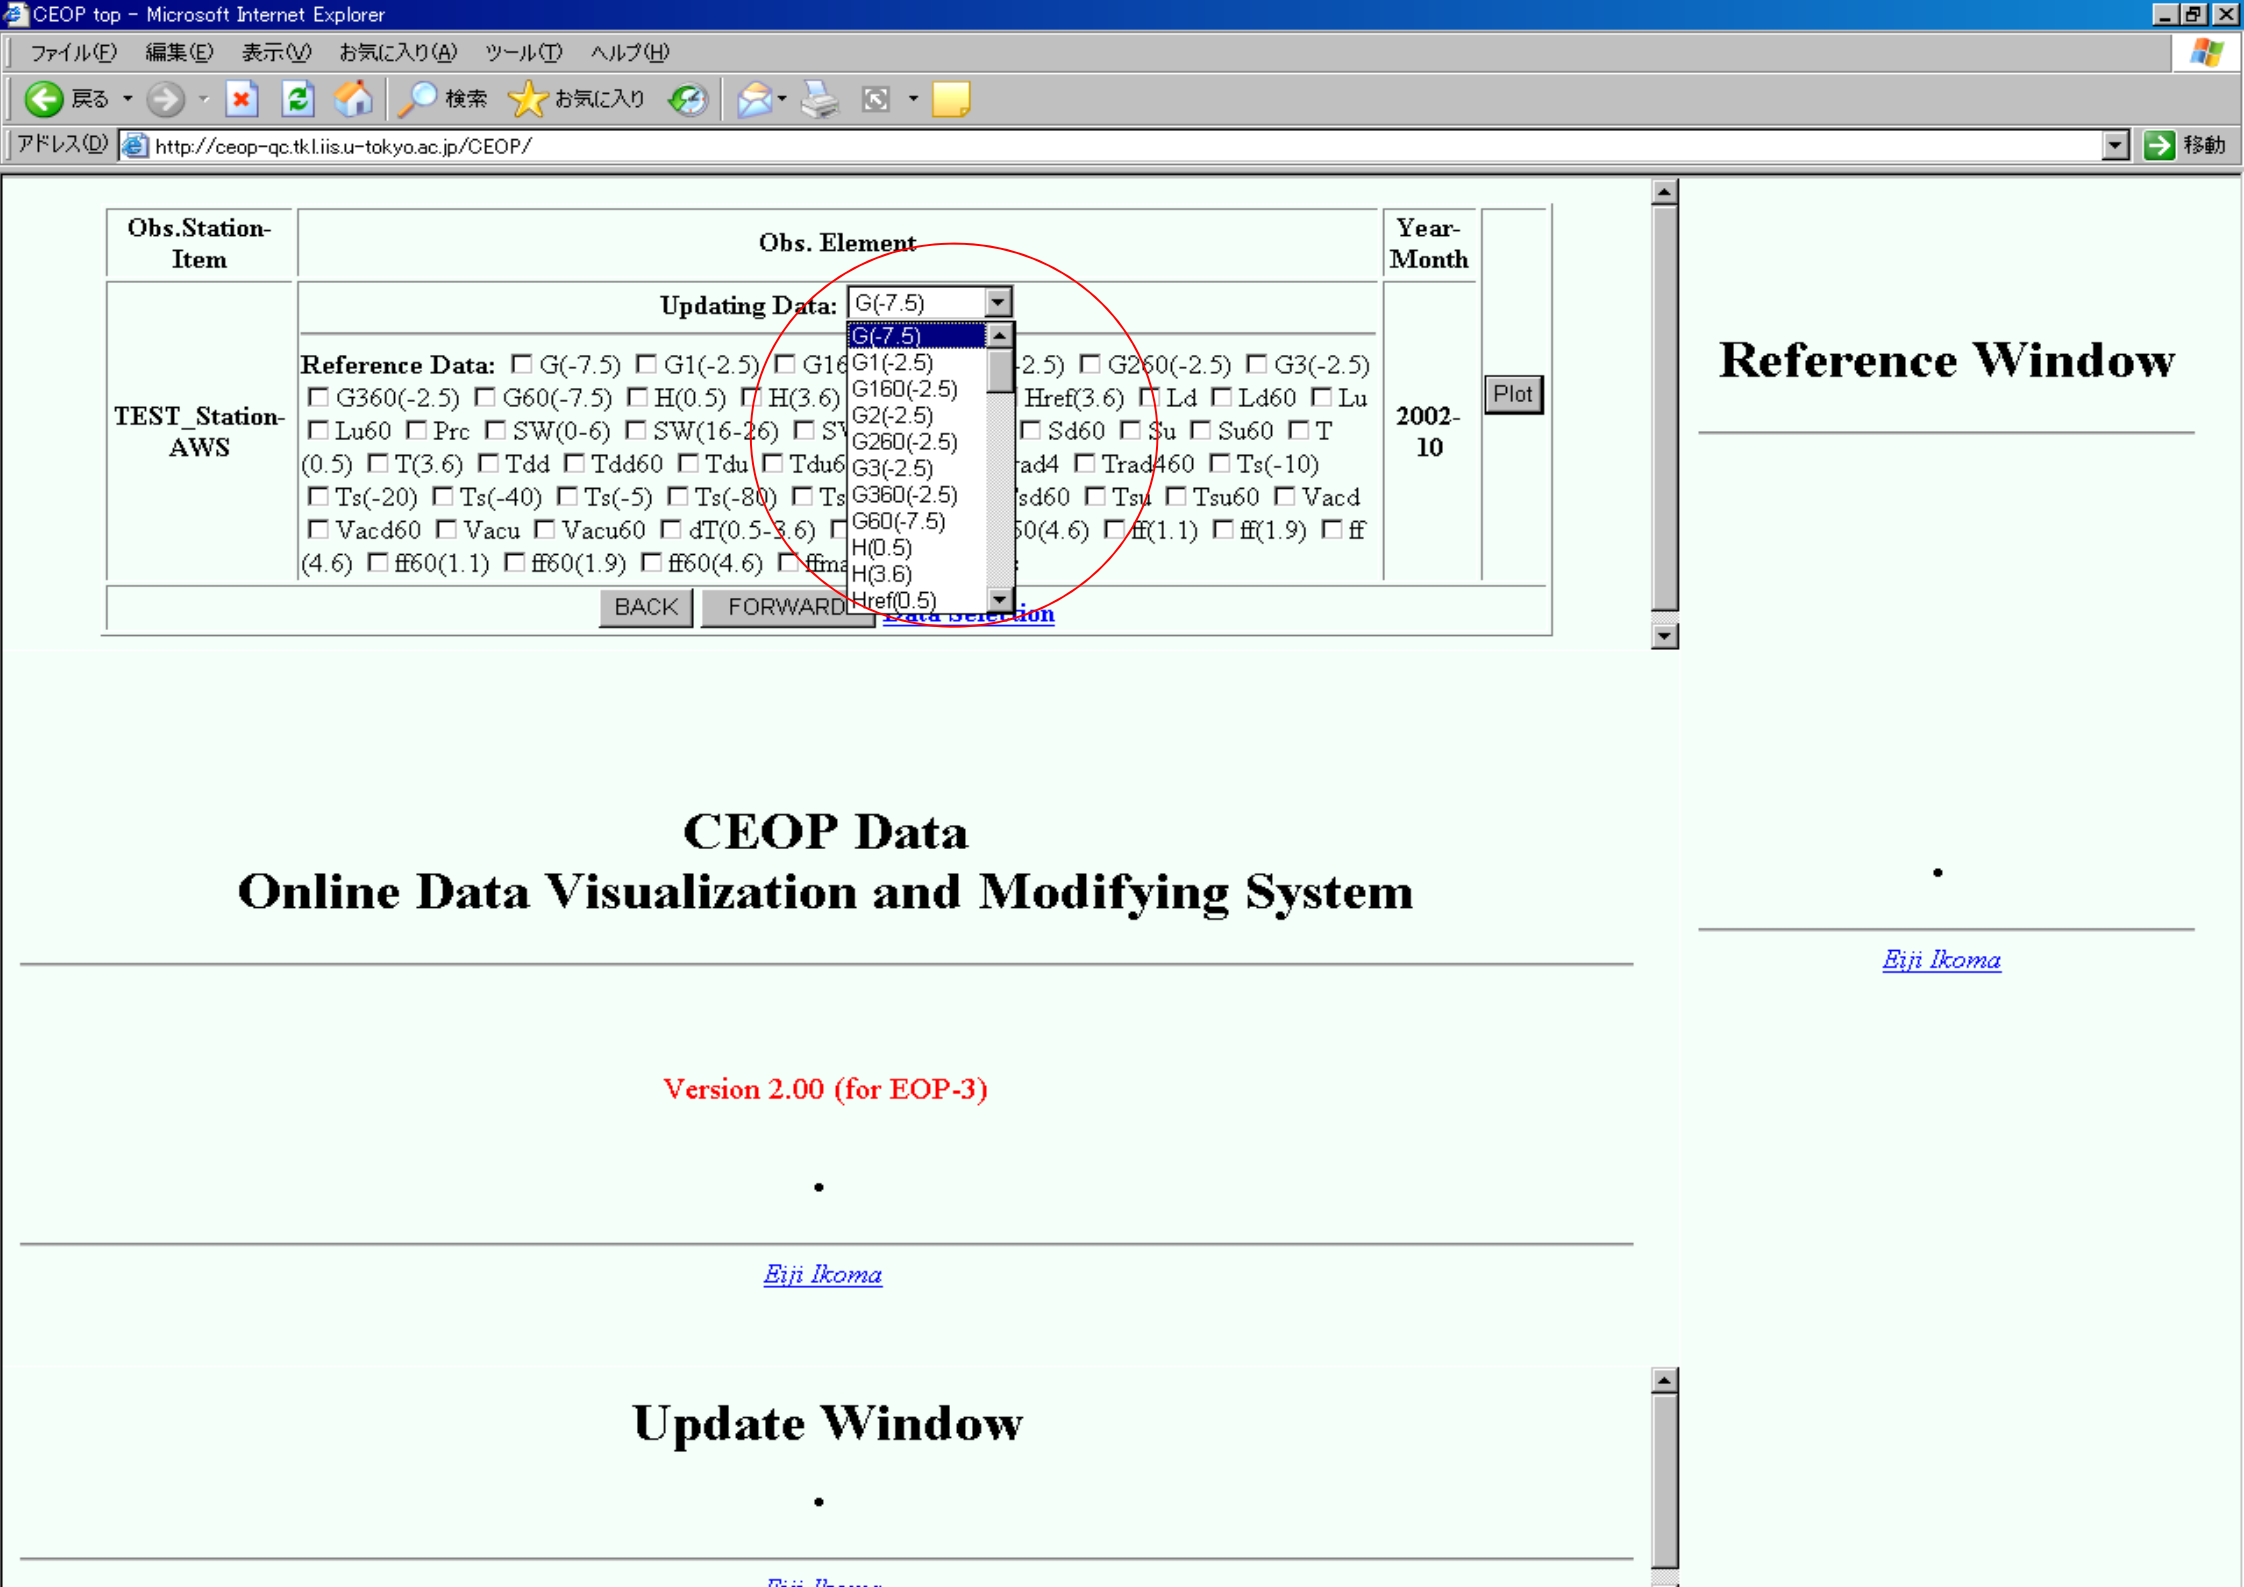 CEOP top - Microsoft Internet Explorer
ファイル(F) 編集(E) 表示(V) お気に入り(A) ツール(T) ヘルプ(H)
戻る 検索 お気に入り
アドレス(D) http://ceop-qc.tkl.iis.u-tokyo.ac.jp/CEOP/ 移動
Obs.Station-
Item
Obs. Element
Year-
Month
Updating Data: G(-7.5)
G(-7.5)
G1(-2.5)
G160(-2.5)
G2(-2.5)
G260(-2.5)
G3(-2.5)
G360(-2.5)
G60(-7.5)
H(0.5)
H(3.6)
Href(0.5)
TEST_Station-
AWS
Reference Data: G(-7.5) G1(-2.5) -2.5) G260(-2.5) G3(-2.5)
G360(-2.5) G60(-7.5) H(0.5) H(3.6) Href(3.6) Ld Ld60 Lu
Lu60 Prc SW(0-6) SW(16-26) Sd60 Su Su60 T
(0.5) T(3.6) Tdd Tdd60 Tdu Trad460 Ts(-10)
Ts(-20) Ts(-40) Ts(-5) Ts(-80) Tsu Tsu60 Vacd
Vacd60 Vacu Vacu60 dT(0.5-3.6) ff(1.1) ff(1.9) ff
(4.6) ff60(1.1) ff60(1.9) ff60(4.6)
2002-
10
Plot
BACK FORWARD Data Selection
Reference Window
Eiji Ikoma
CEOP Data
Online Data Visualization and Modifying System
Version 2.00 (for EOP-3)
Eiji Ikoma
Update Window
Eiji Ikoma